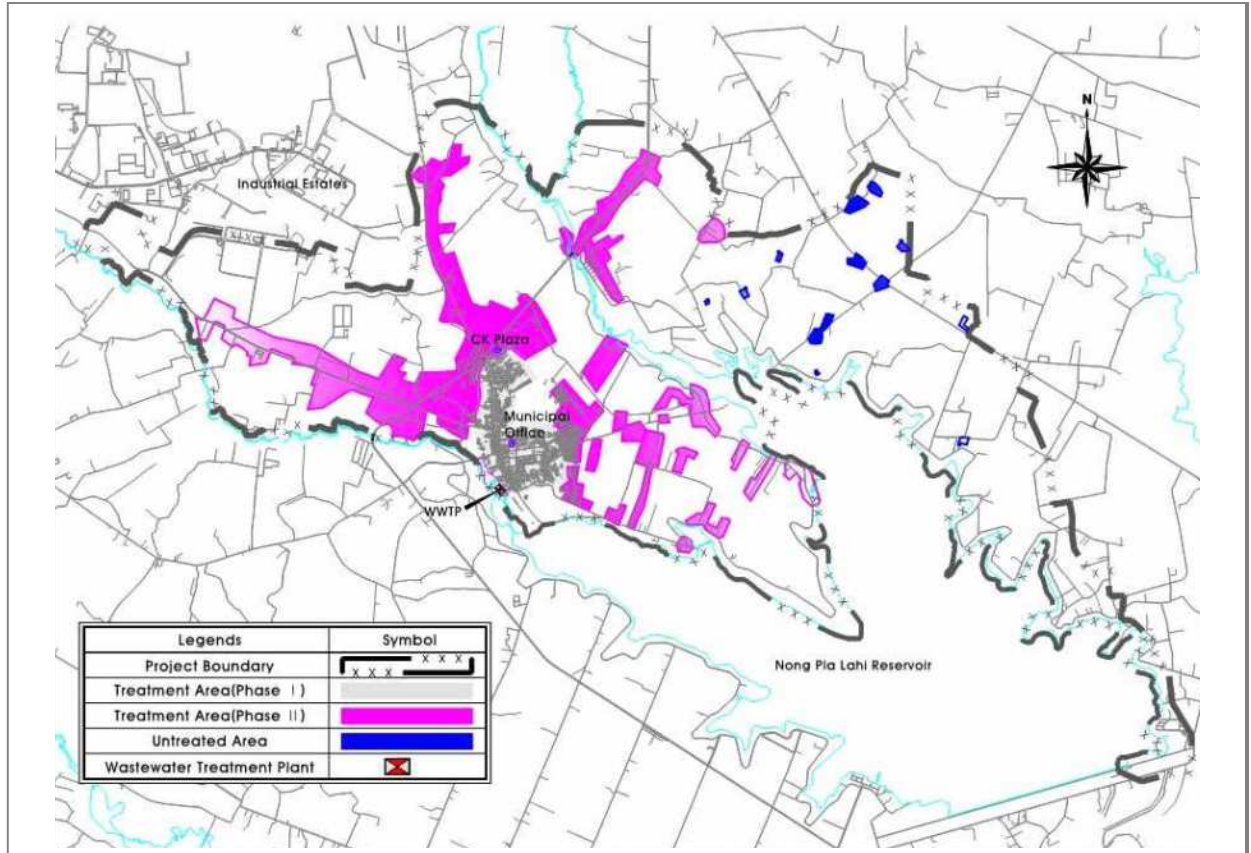 N
Industrial Estates
CK Plaza
Municipal
Office
WWTP
Nong Pla Lahi Reservoir
Legends Symbol
Project Boundary
Treatment Area(Phase I)
Treatment Area(Phase II)
Untreated Area
Wastewater Treatment Plant